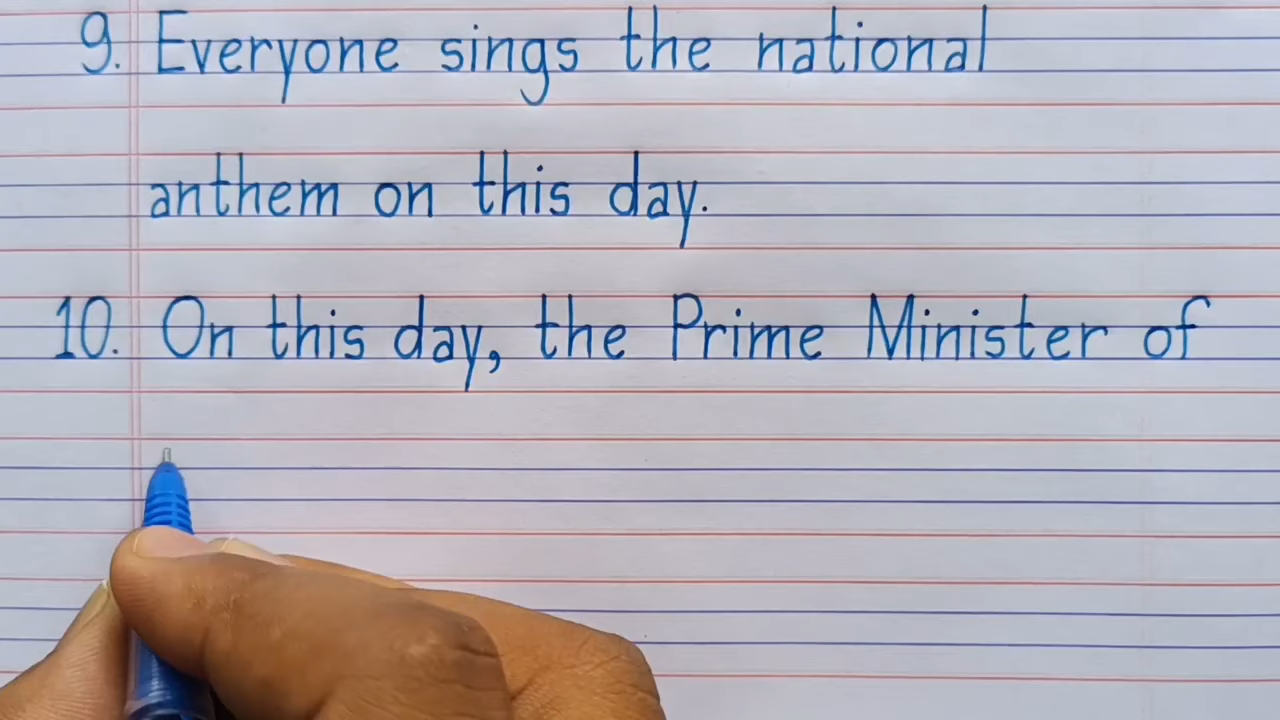 9. Everyone sings the national
anthem on this day.
10. On this day, the Prime Minister of